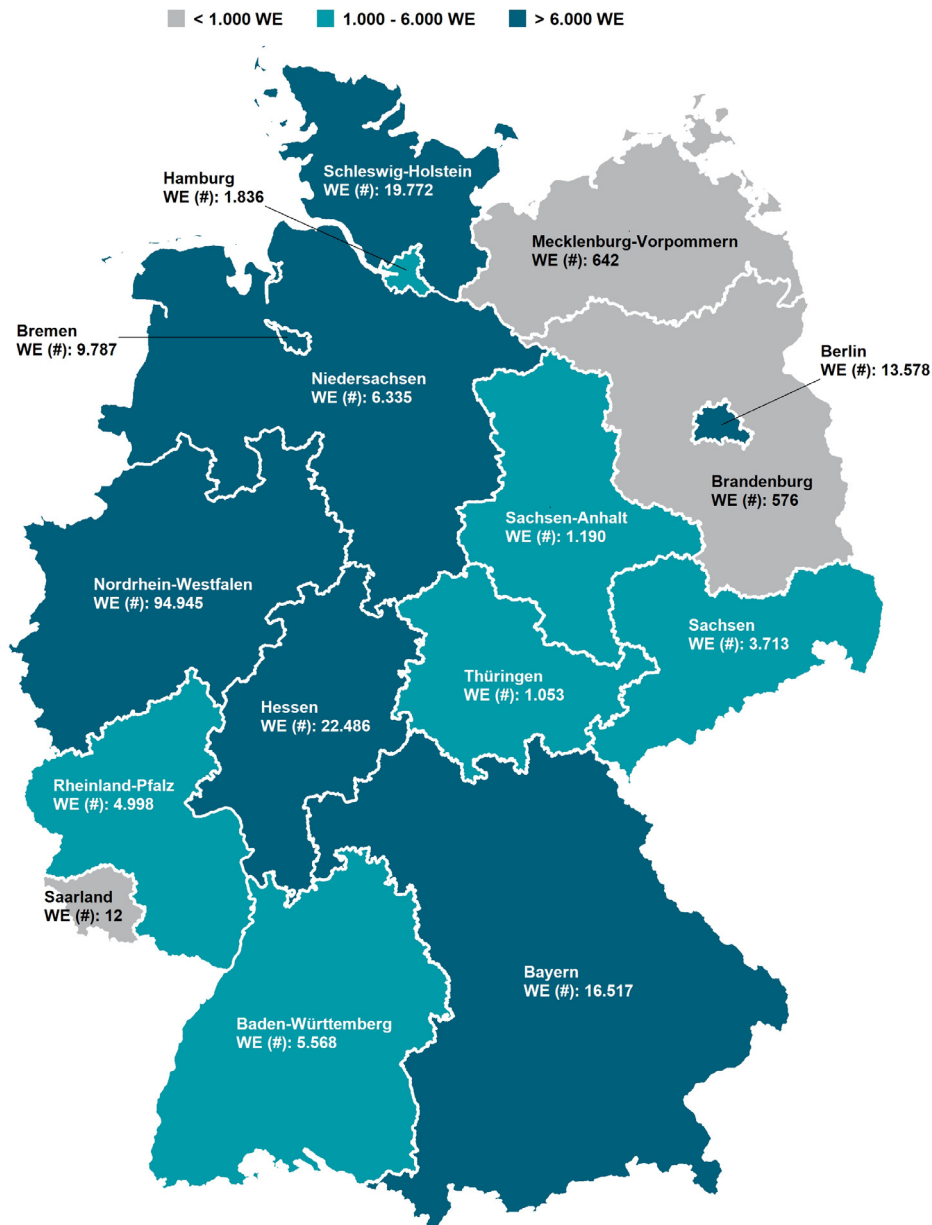 < 1.000 WE 1.000 - 6.000 WE > 6.000 WE
Schleswig-Holstein
WE (#): 19.772
Hamburg
WE (#): 1.836
Mecklenburg-Vorpommern
WE (#): 642
Bremen
WE (#): 9.787
Berlin
WE (#): 13.578
Niedersachsen
WE (#): 6.335
Brandenburg
WE (#): 576
Sachsen-Anhalt
WE (#): 1.190
Nordrhein-Westfalen
WE (#): 94.945
Sachsen
WE (#): 3.713
Thüringen
WE (#): 1.053
Hessen
WE (#): 22.486
Rheinland-Pfalz
WE (#): 4.998
Saarland
WE (#): 12
Bayern
WE (#): 16.517
Baden-Württemberg
WE (#): 5.568